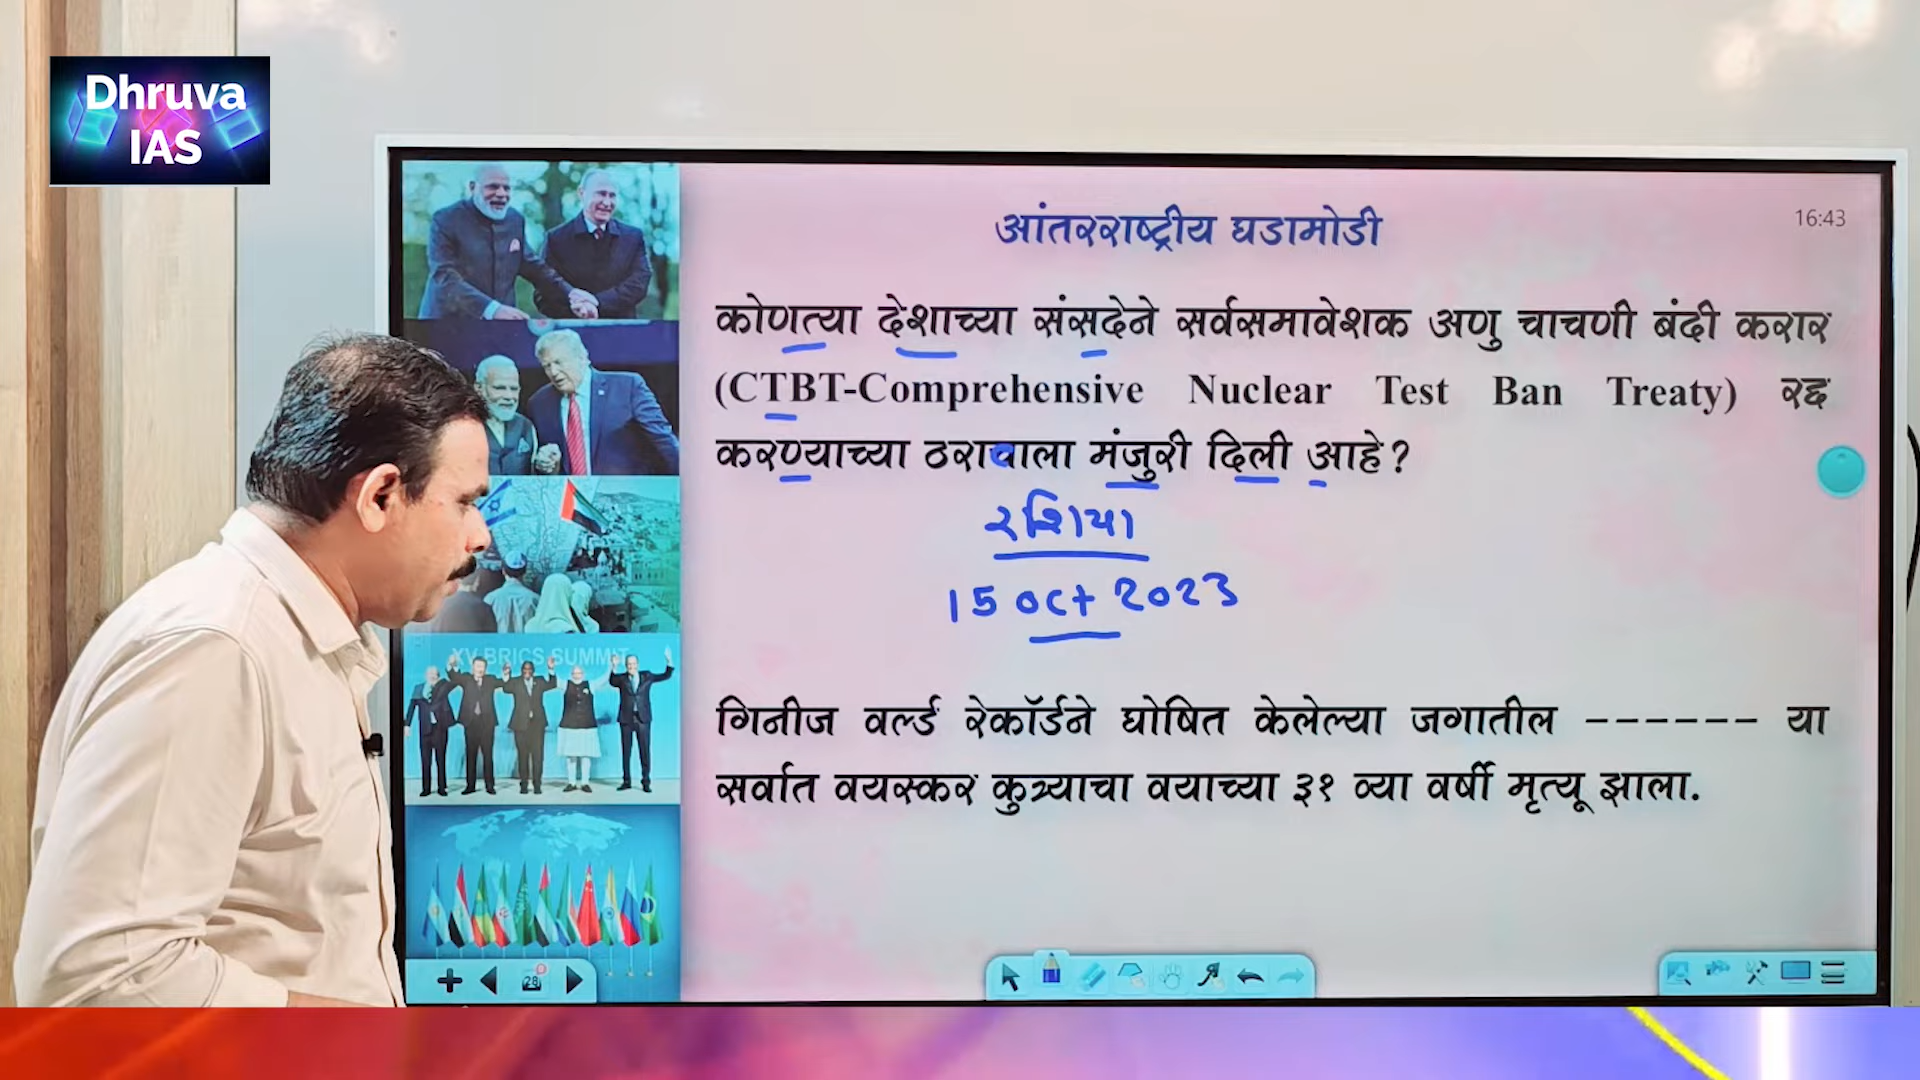 Dhruva
IAS
आंतरराष्ट्रीय घडामोडी
16:43
कोणत्या देशाच्या संसदेने सर्वसमावेशक अणु चाचणी बंदी करार
(CTBT-Comprehensive Nuclear Test Ban Treaty) रद्द
करण्याच्या ठरावाला मंजुरी दिली आहे?
रशिया
15 oct 2023
XV BRICS SUMMIT
गिनीज वर्ल्ड रेकॉर्डने घोषित केलेल्या जगातील ------ या
सर्वात वयस्कर कुत्र्याचा वयाच्या ३१ व्या वर्षी मृत्यू झाला.
28